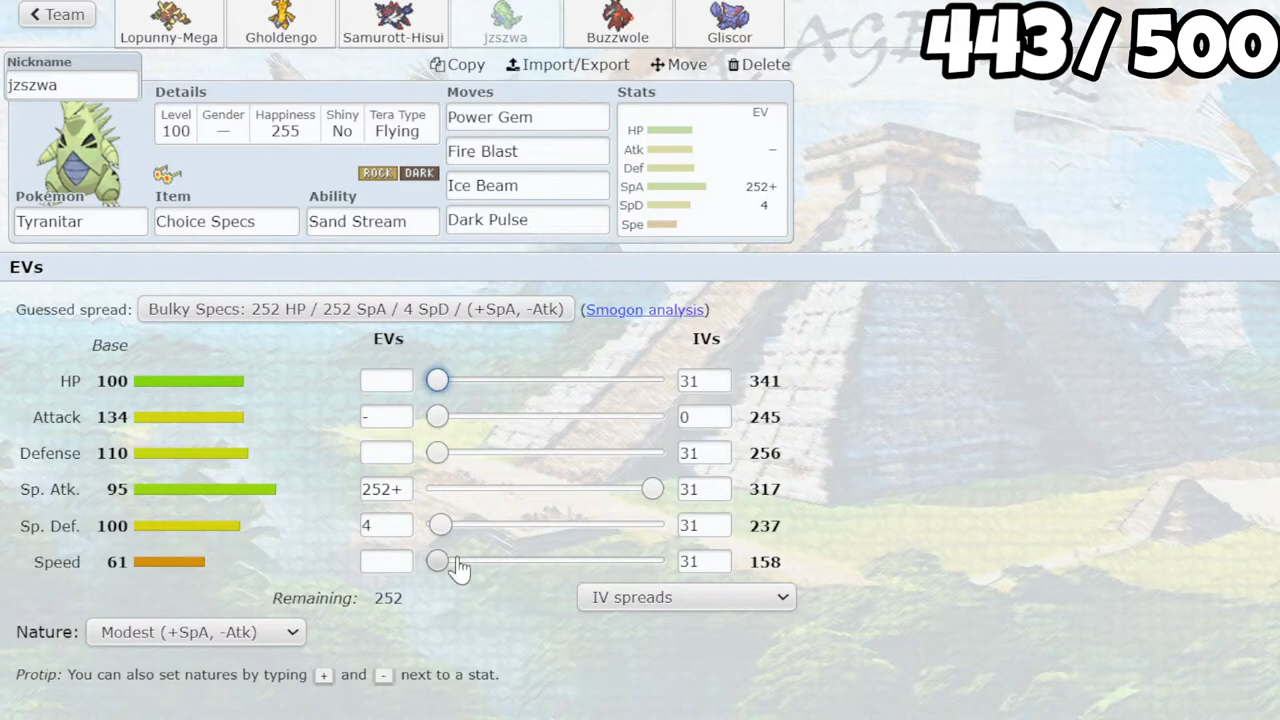 Team
Lopunny-Mega
Gholdengo
Samurott-Hisui
jzszwa
Buzzwole
Gliscor
443/500
Nickname
jzszwa
Copy
Import/Export
Move
Delete
Details
Level
100
Gender
—
Happiness
255
Shiny
No
Tera Type
Flying
ROCK DARK
Pokémon
Tyranitar
Item
Choice Specs
Ability
Sand Stream
Moves
Power Gem
Fire Blast
Ice Beam
Dark Pulse
Stats
EV
HP
Atk –
Def
SpA 252+
SpD 4
Spe
EVs
Guessed spread: Bulky Specs: 252 HP / 252 SpA / 4 SpD / (+SpA, -Atk) (Smogon analysis)
Base EVs IVs
HP 100 31 341
Attack 134 - 0 245
Defense 110 31 256
Sp. Atk. 95 252+ 31 317
Sp. Def. 100 4 31 237
Speed 61 31 158
Remaining: 252
IV spreads
Nature: Modest (+SpA, -Atk)
Protip: You can also set natures by typing + and - next to a stat.